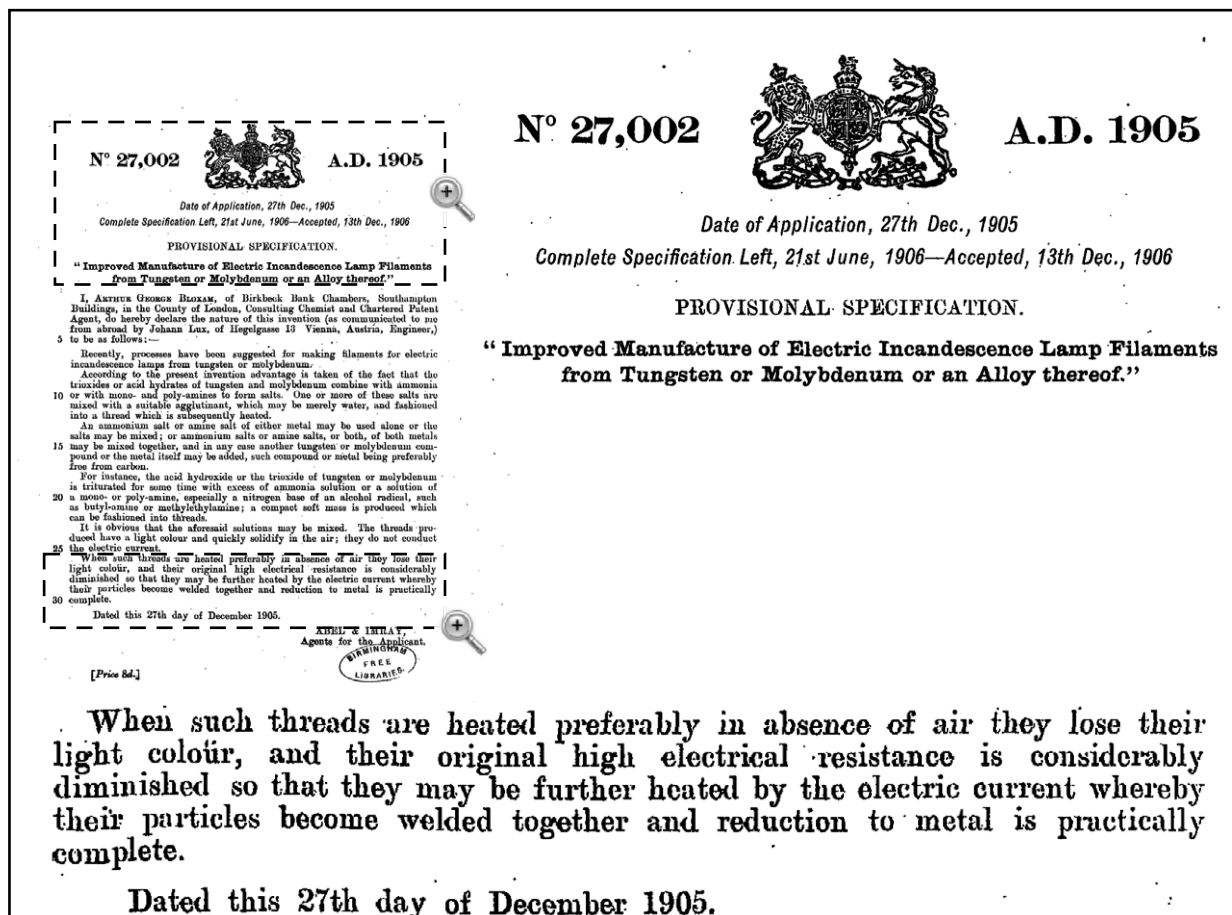 Nº 27,002 A.D. 1905
Date of Application, 27th Dec., 1905
Complete Specification Left, 21st June, 1906—Accepted, 13th Dec., 1906
PROVISIONAL SPECIFICATION.
"Improved Manufacture of Electric Incandescence Lamp Filaments
from Tungsten or Molybdenum or an Alloy thereof."
I, ARTHUR GEORGE BLOXAM, of Birkbeck Bank Chambers, Southampton
Buildings, in the County of London, Consulting Chemist and Chartered Patent
Agent, do hereby declare the nature of this invention (as communicated to me
from abroad by Johann Lux, of Hegelgasse 13 Vienna, Austria, Engineer,)
5 to be as follows:—
Recently, processes have been suggested for making filaments for electric
incandescence lamps from tungsten or molybdenum.
According to the present invention advantage is taken of the fact that the
trioxides or acid hydrates of tungsten and molybdenum combine with ammonia
10 or with mono- and poly-amines to form salts. One or more of these salts are
mixed with a suitable agglutinant, which may be merely water, and fashioned
into a thread which is subsequently heated.
An ammonium salt or amine salt of either metal may be used alone or the
salts may be mixed; or ammonium salts or amine salts, or both, of both metals
15 may be mixed together, and in any case another tungsten or molybdenum com-
pound or the metal itself may be added, such compound or metal being preferably
free from carbon.
For instance, the acid hydroxide or the trioxide of tungsten or molybdenum
is triturated for some time with excess of ammonia solution or a solution of
20 a mono- or poly-amine, especially a nitrogen base of an alcohol radical, such
as butyl-amine or methylethylamine; a compact soft mass is produced which
can be fashioned into threads.
It is obvious that the aforesaid solutions may be mixed. The threads pro-
duced have a light colour and quickly solidify in the air; they do not conduct
25 the electric current.
When such threads are heated preferably in absence of air they lose their
light colour, and their original high electrical resistance is considerably
diminished so that they may be further heated by the electric current whereby
their particles become welded together and reduction to metal is practically
30 complete.
Dated this 27th day of December 1905.
ABEL & IMRAY,
Agents for the Applicant.
[Price 8d.]
BIRMINGHAM
FREE
LIBRARIES.
Nº 27,002 A.D. 1905
Date of Application, 27th Dec., 1905
Complete Specification Left, 21st June, 1906—Accepted, 13th Dec., 1906
PROVISIONAL SPECIFICATION.
"Improved Manufacture of Electric Incandescence Lamp Filaments
from Tungsten or Molybdenum or an Alloy thereof."
When such threads are heated preferably in absence of air they lose their
light colour, and their original high electrical resistance is considerably
diminished so that they may be further heated by the electric current whereby
their particles become welded together and reduction to metal is practically
complete.
Dated this 27th day of December 1905.